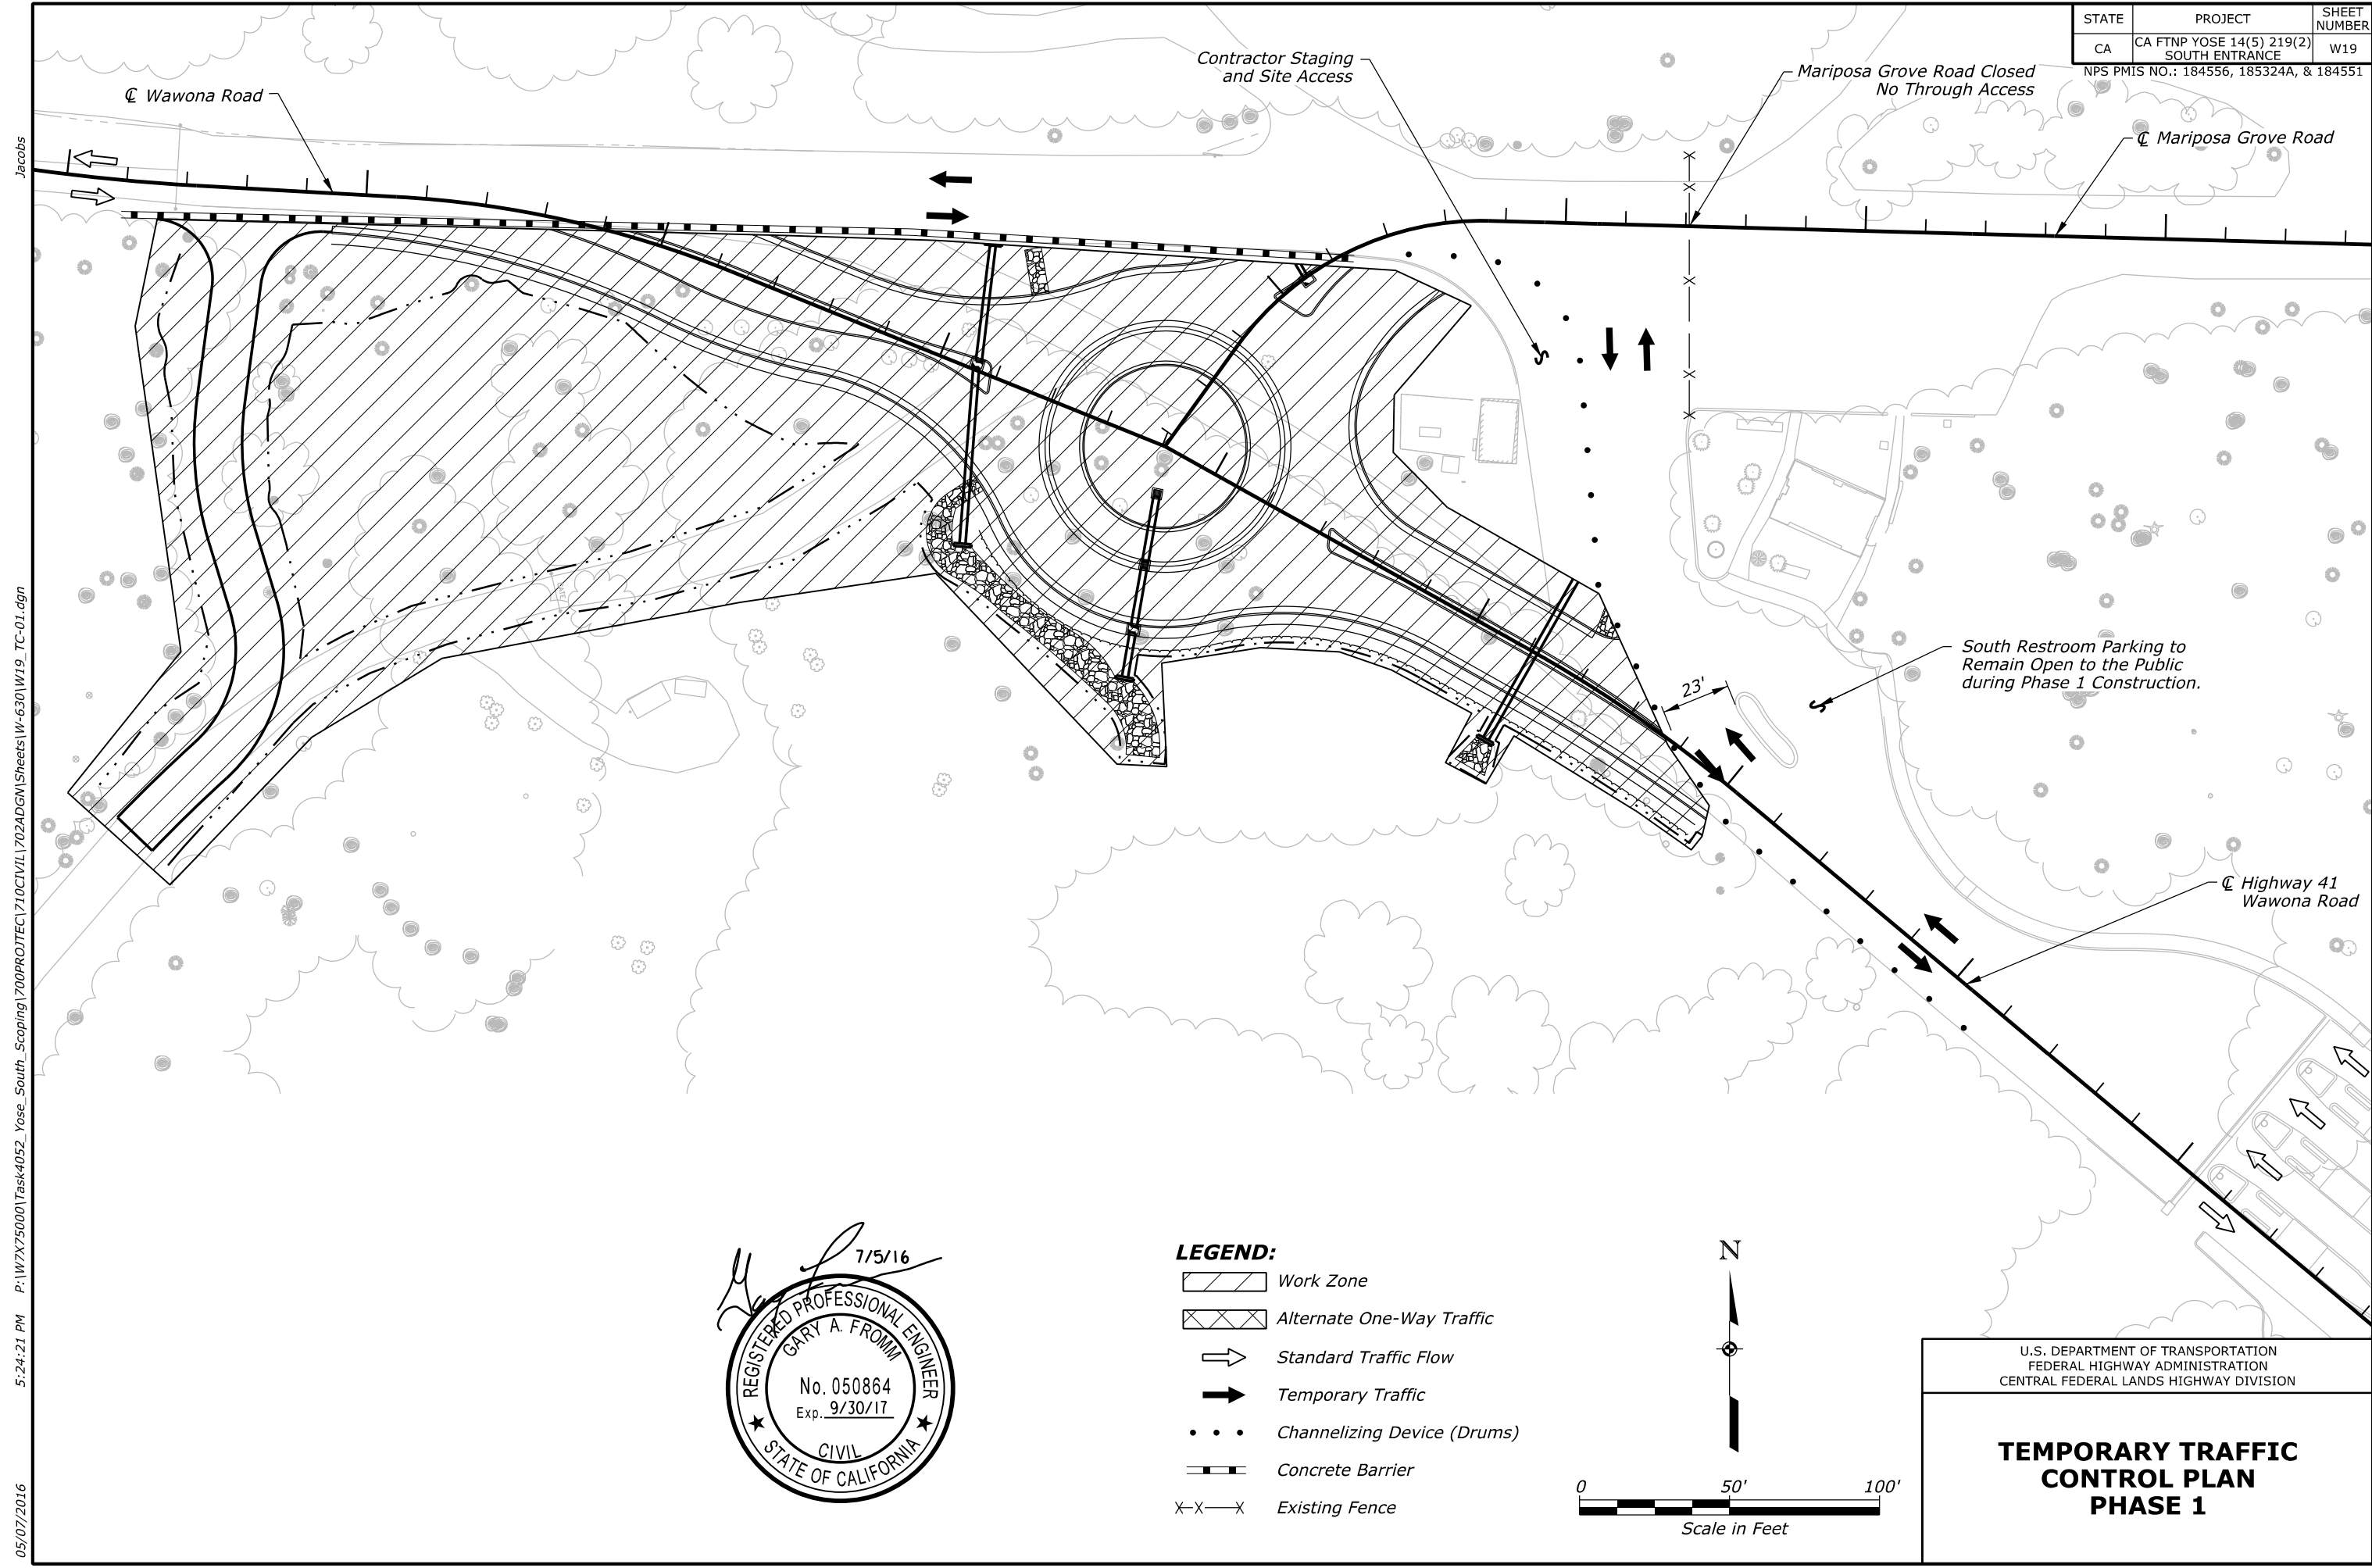 STATE PROJECT SHEET NUMBER
CA CA FTNP YOSE 14(5) 219(2) SOUTH ENTRANCE W19
NPS PMIS NO.: 184556, 185324A, & 184551
Contractor Staging
and Site Access
Mariposa Grove Road Closed
No Through Access
℄ Wawona Road
℄ Mariposa Grove Road
South Restroom Parking to
Remain Open to the Public
during Phase 1 Construction.
23'
℄ Highway 41
Wawona Road
7/5/16
REGISTERED PROFESSIONAL ENGINEER
GARY A. FROMM
No. 050864
Exp. 9/30/17
CIVIL
STATE OF CALIFORNIA
LEGEND:
Work Zone
Alternate One-Way Traffic
Standard Traffic Flow
Temporary Traffic
Channelizing Device (Drums)
Concrete Barrier
X X X Existing Fence
N
0 50' 100'
Scale in Feet
U.S. DEPARTMENT OF TRANSPORTATION
FEDERAL HIGHWAY ADMINISTRATION
CENTRAL FEDERAL LANDS HIGHWAY DIVISION
TEMPORARY TRAFFIC
CONTROL PLAN
PHASE 1
05/07/2016 5:24:21 PM P:\W7X75000\Task4052_Yose_South_Scoping\700PROJTEC\710CIVIL\702ADGN\Sheets\W-630\W19_TC-01.dgn Jacobs